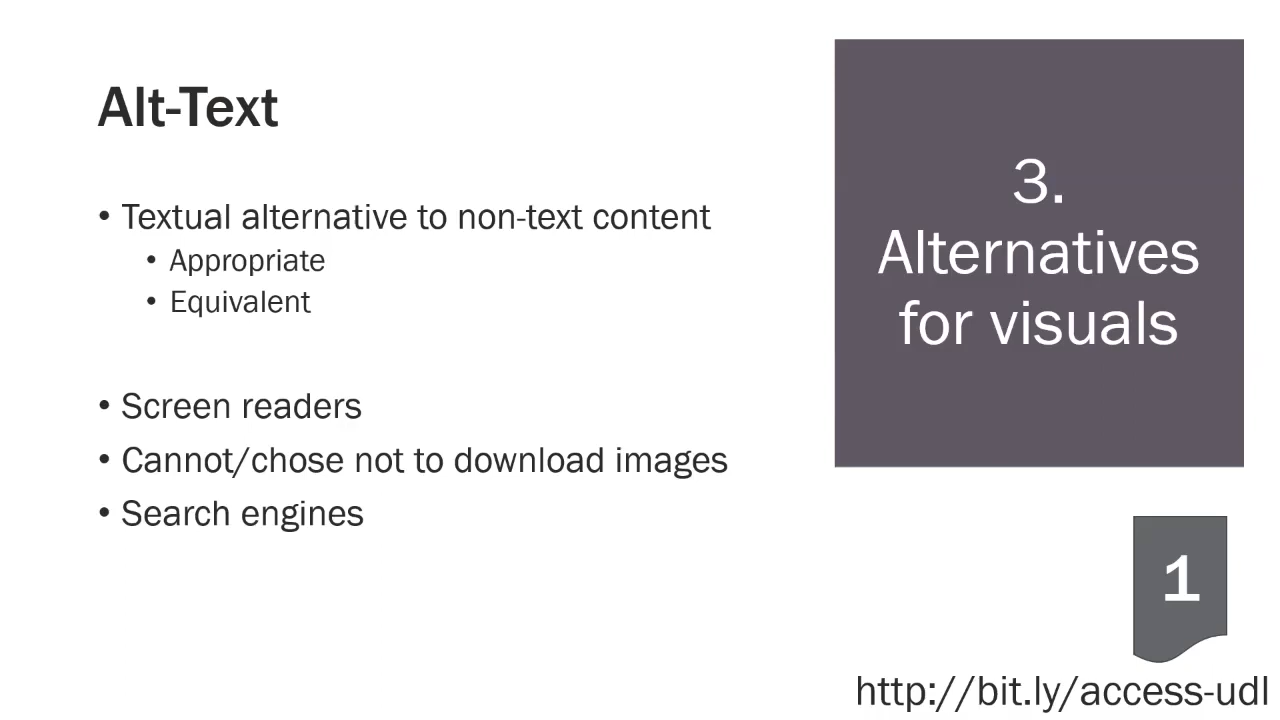 Alt-Text
• Textual alternative to non-text content
• Appropriate
• Equivalent
• Screen readers
• Cannot/chose not to download images
• Search engines
3.
Alternatives
for visuals
1
http://bit.ly/access-udl